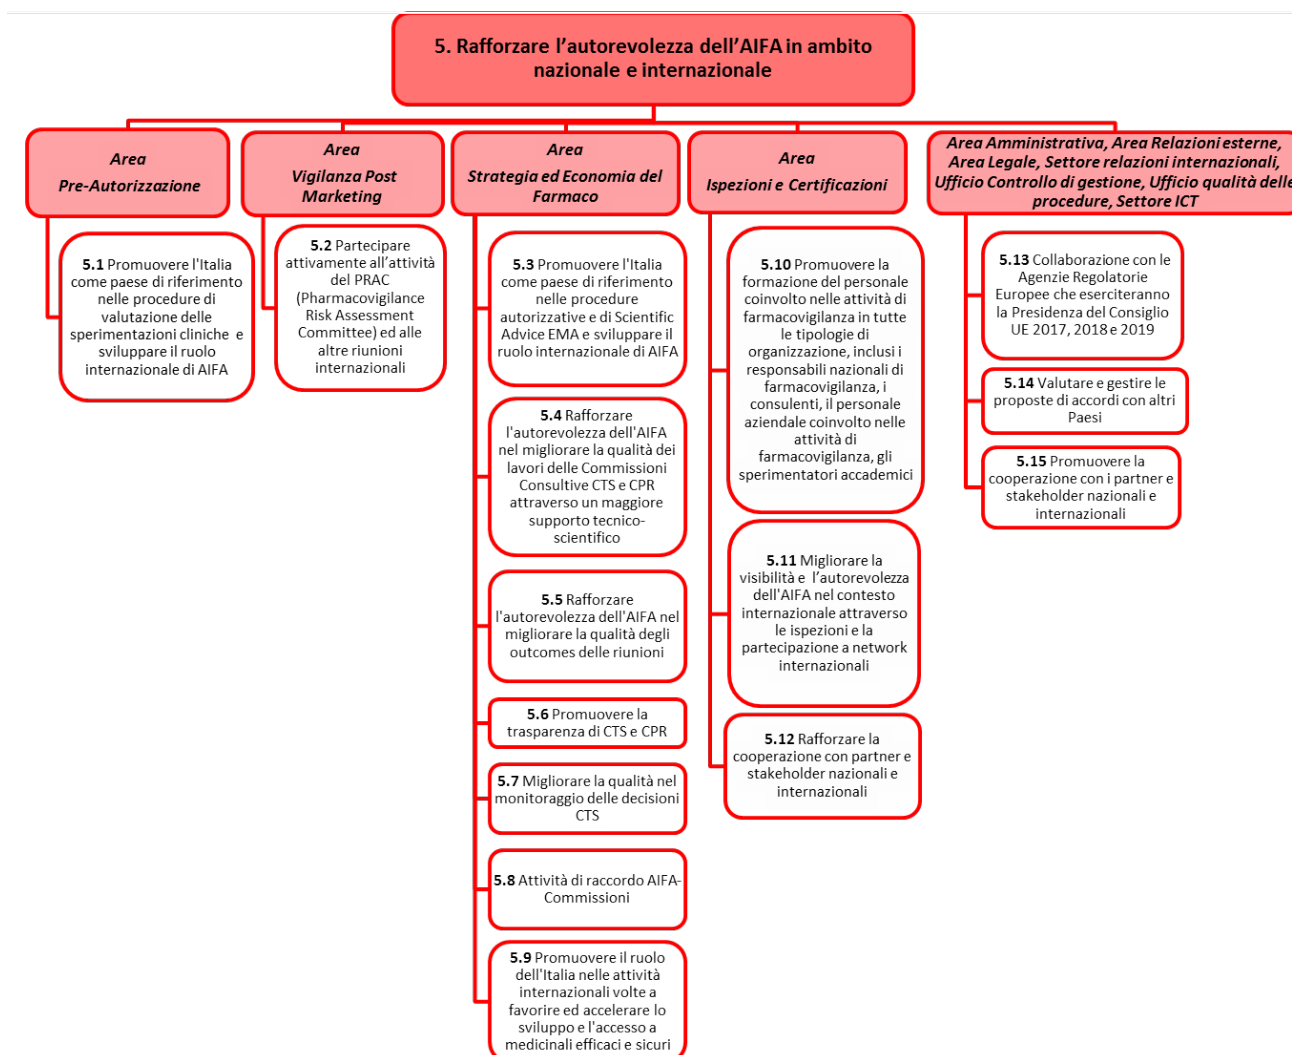 5. Rafforzare l'autorevolezza dell'AIFA in ambito
nazionale e internazionale
Area
Pre-Autorizzazione
5.1 Promuovere l'Italia
come paese di riferimento
nelle procedure di
valutazione delle
sperimentazioni cliniche e
sviluppare il ruolo
internazionale di AIFA
Area
Vigilanza Post
Marketing
5.2 Partecipare
attivamente all'attività
del PRAC
(Pharmacovigilance
Risk Assessment
Committee) ed alle
altre riunioni
internazionali
Area
Strategia ed Economia del
Farmaco
5.3 Promuovere l'Italia
come paese di riferimento
nelle procedure
autorizzative e di Scientific
Advice EMA e sviluppare il
ruolo internazionale di AIFA
5.4 Rafforzare
l'autorevolezza dell'AIFA
nel migliorare la qualità dei
lavori delle Commissioni
Consultive CTS e CPR
attraverso un maggiore
supporto tecnico-
scientifico
5.5 Rafforzare
l'autorevolezza dell'AIFA nel
migliorare la qualità degli
outcomes delle riunioni
5.6 Promuovere la
trasparenza di CTS e CPR
5.7 Migliorare la qualità nel
monitoraggio delle decisioni
CTS
5.8 Attività di raccordo AIFA-
Commissioni
5.9 Promuovere il ruolo
dell'Italia nelle attività
internazionali volte a
favorire ed accelerare lo
sviluppo e l'accesso a
medicinali efficaci e sicuri
Area
Ispezioni e Certificazioni
5.10 Promuovere la
formazione del personale
coinvolto nelle attività di
farmacovigilanza in tutte
le tipologie di
organizzazione, inclusi i
responsabili nazionali di
farmacovigilanza, i
consulenti, il personale
aziendale coinvolto nelle
attività di
farmacovigilanza, gli
sperimentatori accademici
5.11 Migliorare la
visibilità e l'autorevolezza
dell'AIFA nel contesto
internazionale attraverso
le ispezioni e la
partecipazione a network
internazionali
5.12 Rafforzare la
cooperazione con partner e
stakeholder nazionali e
internazionali
Area Amministrativa, Area Relazioni esterne,
Area Legale, Settore relazioni internazionali,
Ufficio Controllo di gestione, Ufficio qualità delle
procedure, Settore ICT
5.13 Collaborazione con le
Agenzie Regolatorie
Europee che eserciteranno
la Presidenza del Consiglio
UE 2017, 2018 e 2019
5.14 Valutare e gestire le
proposte di accordi con altri
Paesi
5.15 Promuovere la
cooperazione con i partner e
stakeholder nazionali e
internazionali